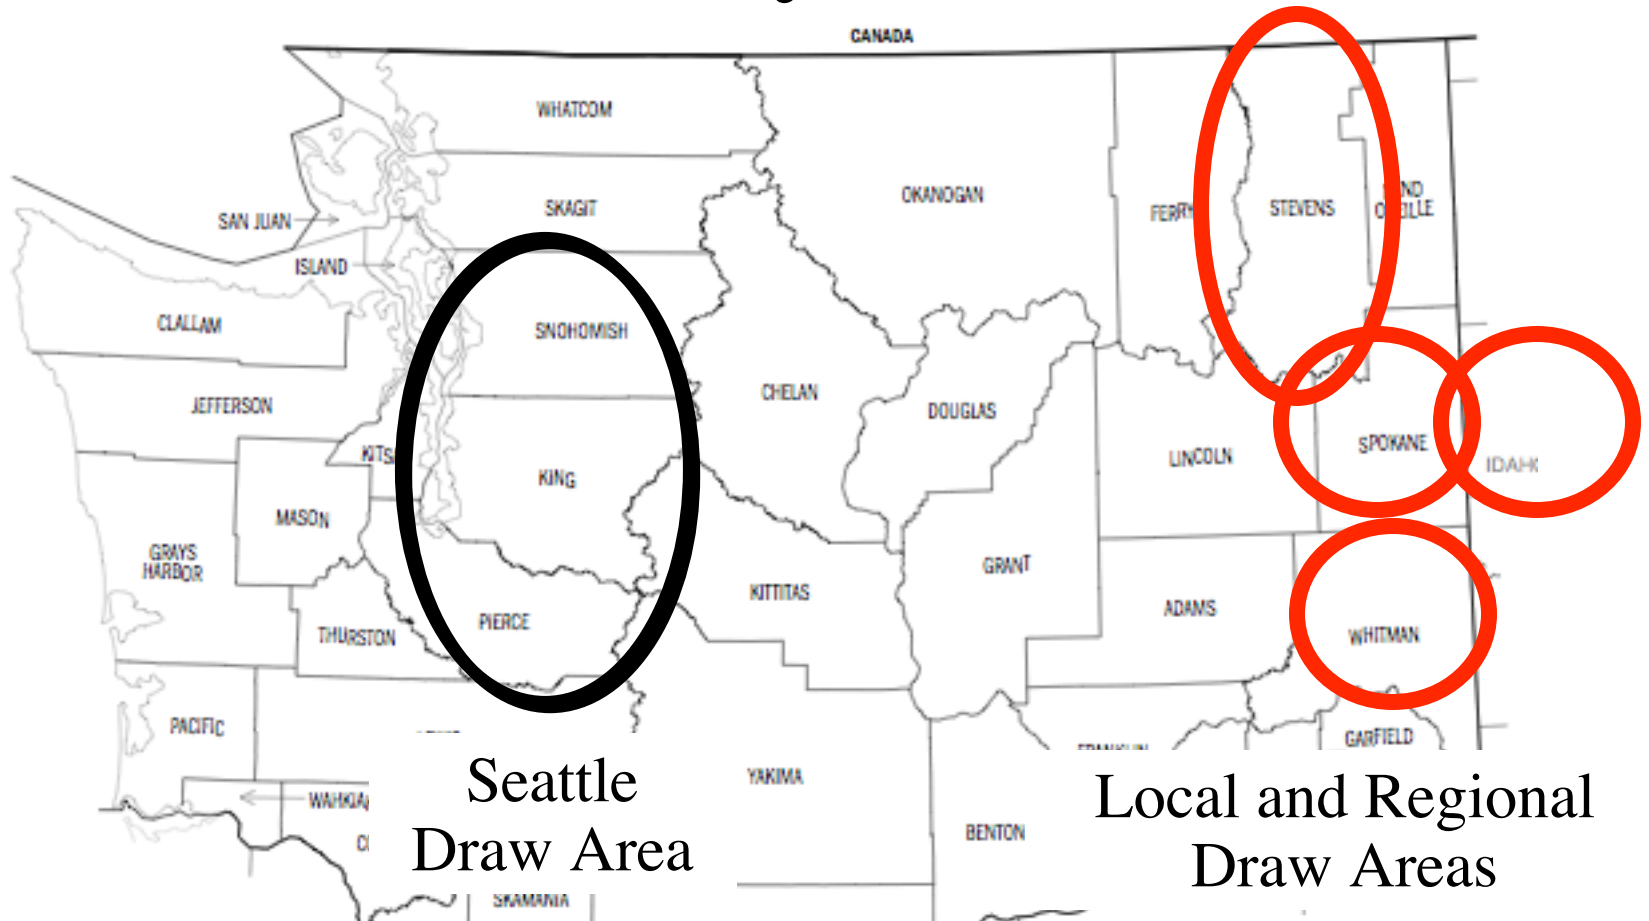 CANADA
WHATCOM
SAN JUAN
SKAGIT
OKANOGAN
FERRY
STEVENS
ISLAND
CLALLAM
SNOHOMISH
JEFFERSON
CHELAN
DOUGLAS
KING
LINCOLN
SPOKANE
IDAHO
MASON
GRAYS
HARBOR
GRANT
KITTITAS
ADAMS
THURSTON
PIERCE
WHITMAN
PACIFIC
GARFIELD
YAKIMA
BENTON
SKAMANIA
Seattle
Draw Area
Local and Regional
Draw Areas